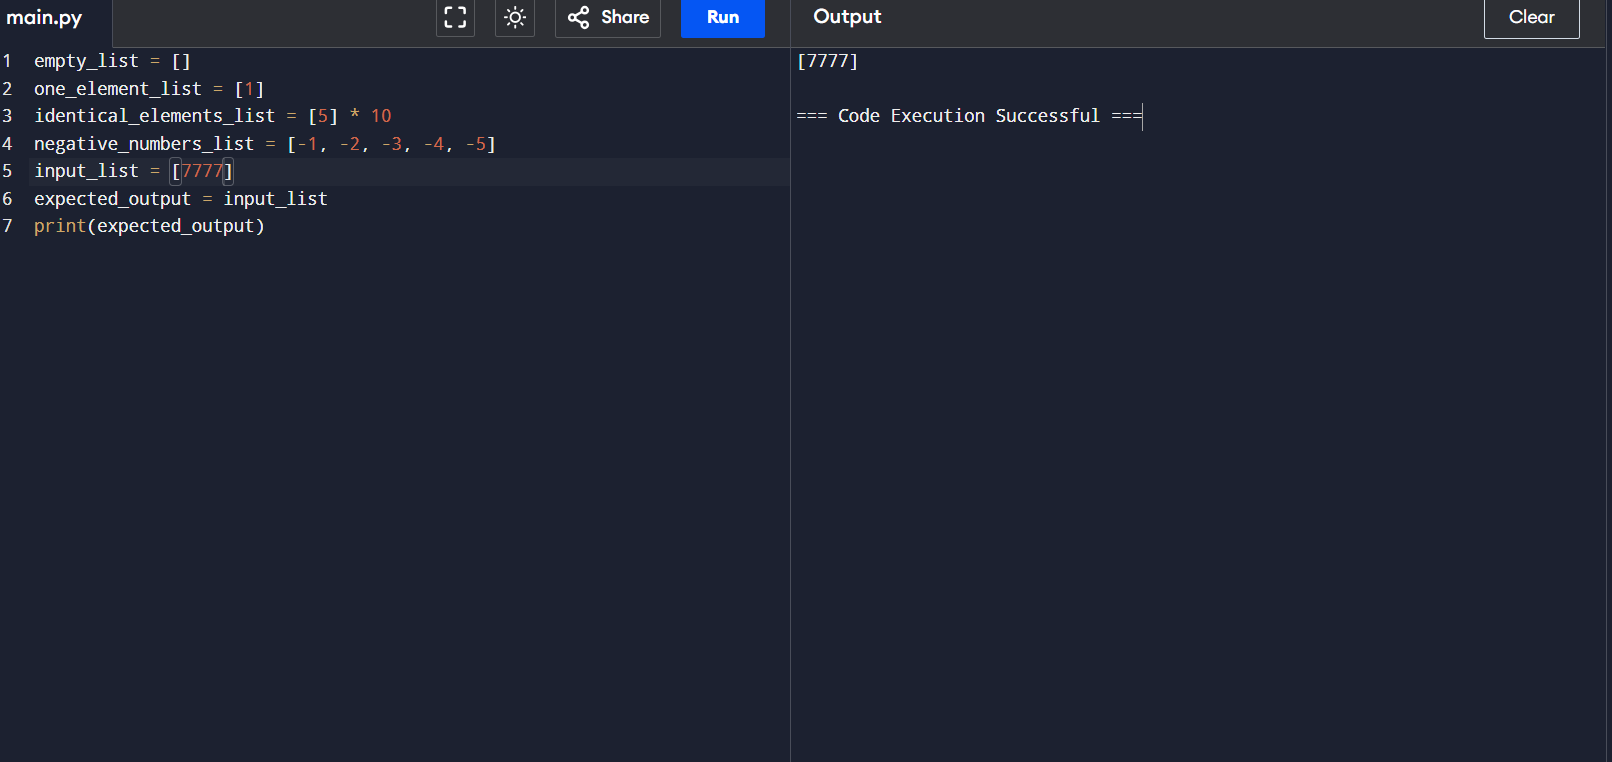 main.py Share Run Output Clear
1 empty_list = []
2 one_element_list = [1]
3 identical_elements_list = [5] * 10
4 negative_numbers_list = [-1, -2, -3, -4, -5]
5 input_list = [7777]
6 expected_output = input_list
7 print(expected_output)
[7777]
=== Code Execution Successful ===